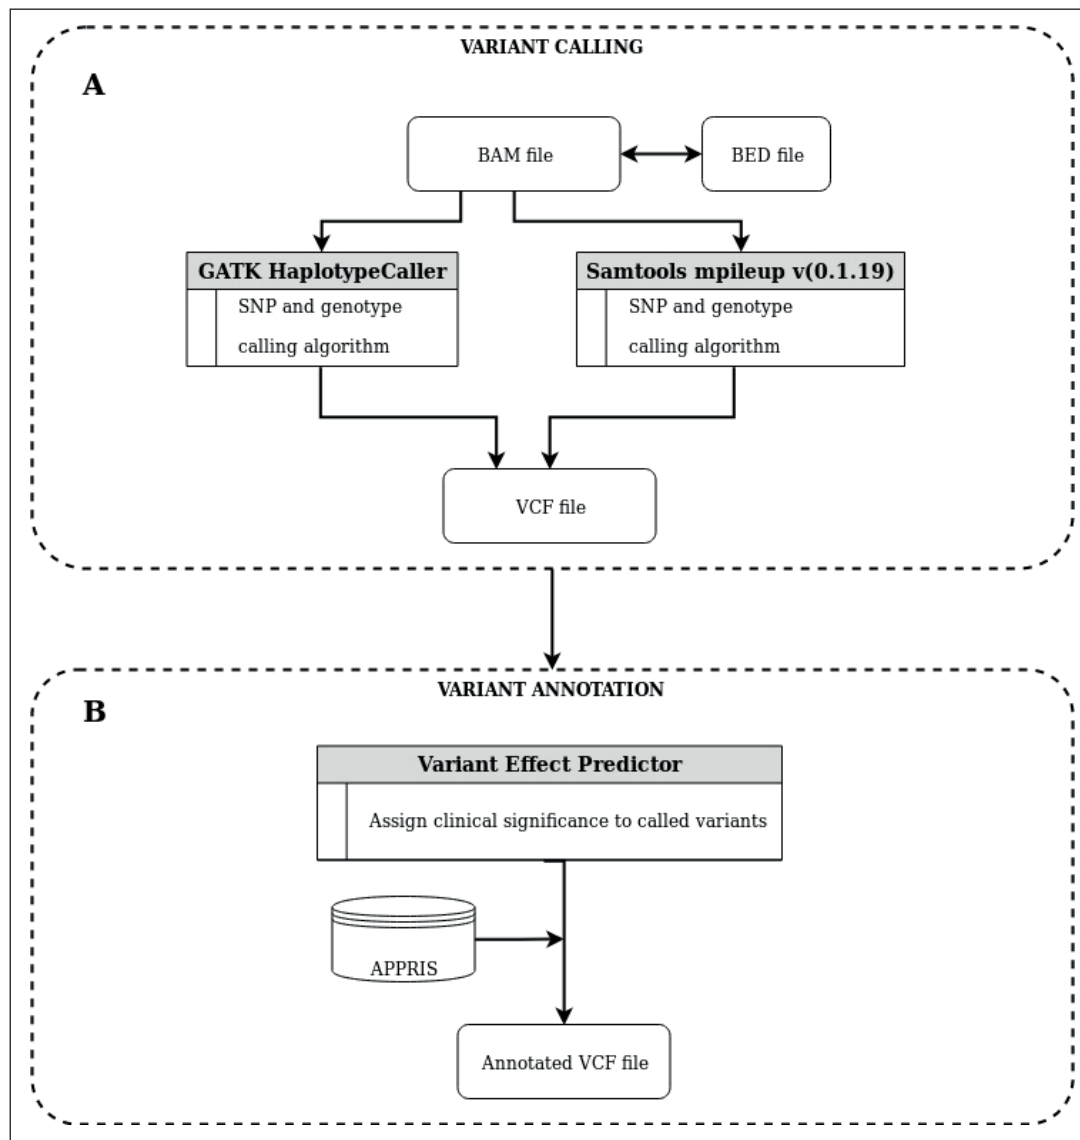 VARIANT CALLING
A
BAM file
BED file
GATK HaplotypeCaller
SNP and genotype
calling algorithm
Samtools mpileup v(0.1.19)
SNP and genotype
calling algorithm
VCF file
VARIANT ANNOTATION
B
Variant Effect Predictor
Assign clinical significance to called variants
APPRIS
Annotated VCF file